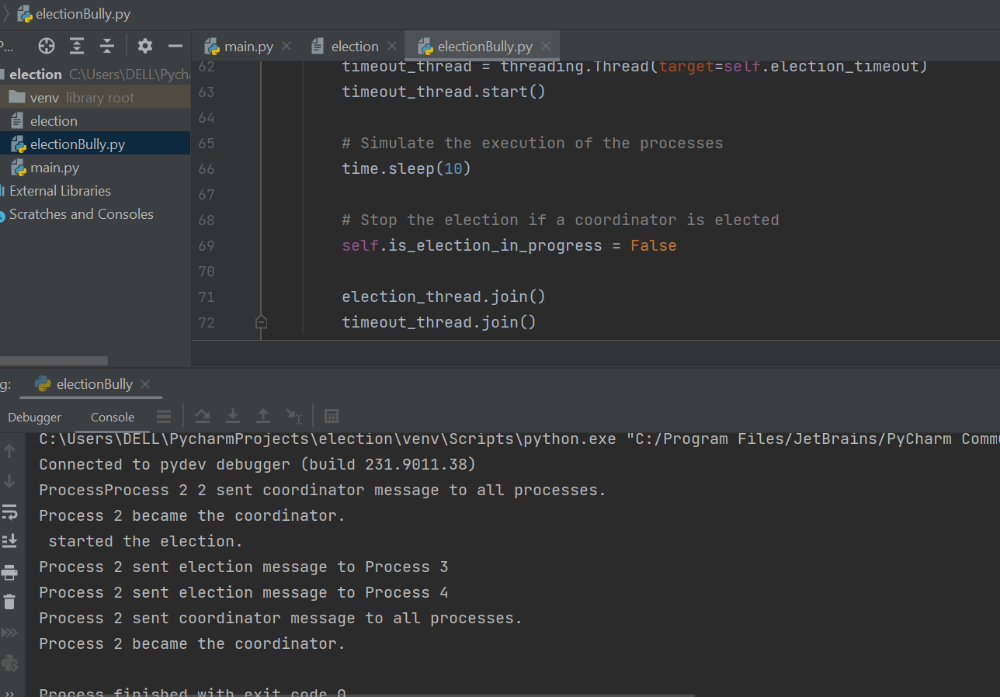 electionBully.py
P...
main.py
election
electionBully.py
election C:\Users\DELL\Pycha
venv library root
election
electionBully.py
main.py
External Libraries
Scratches and Consoles
62 timeout_thread = threading.Thread(target=self.election_timeout)
63 timeout_thread.start()
64
65 # Simulate the execution of the processes
66 time.sleep(10)
67
68 # Stop the election if a coordinator is elected
69 self.is_election_in_progress = False
70
71 election_thread.join()
72 timeout_thread.join()
g: electionBully
Debugger Console
C:\Users\DELL\PycharmProjects\election\venv\Scripts\python.exe "C:/Program Files/JetBrains/PyCharm Comm
Connected to pydev debugger (build 231.9011.38)
ProcessProcess 2 2 sent coordinator message to all processes.
Process 2 became the coordinator.
started the election.
Process 2 sent election message to Process 3
Process 2 sent election message to Process 4
Process 2 sent coordinator message to all processes.
Process 2 became the coordinator.
Process finished with exit code 0